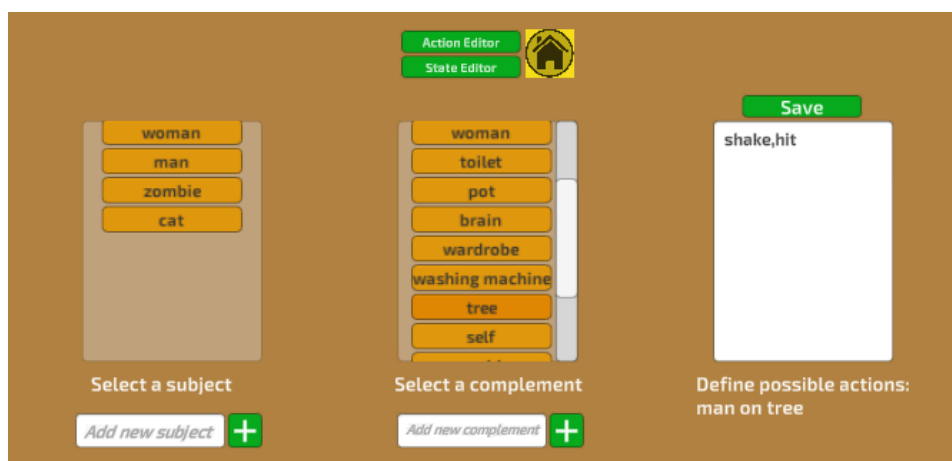 Action Editor
State Editor
woman
man
zombie
cat
Select a subject
Add new subject
woman
toilet
pot
brain
wardrobe
washing machine
tree
self
Select a complement
Add new complement
Save
shake,hit
Define possible actions:
man on tree